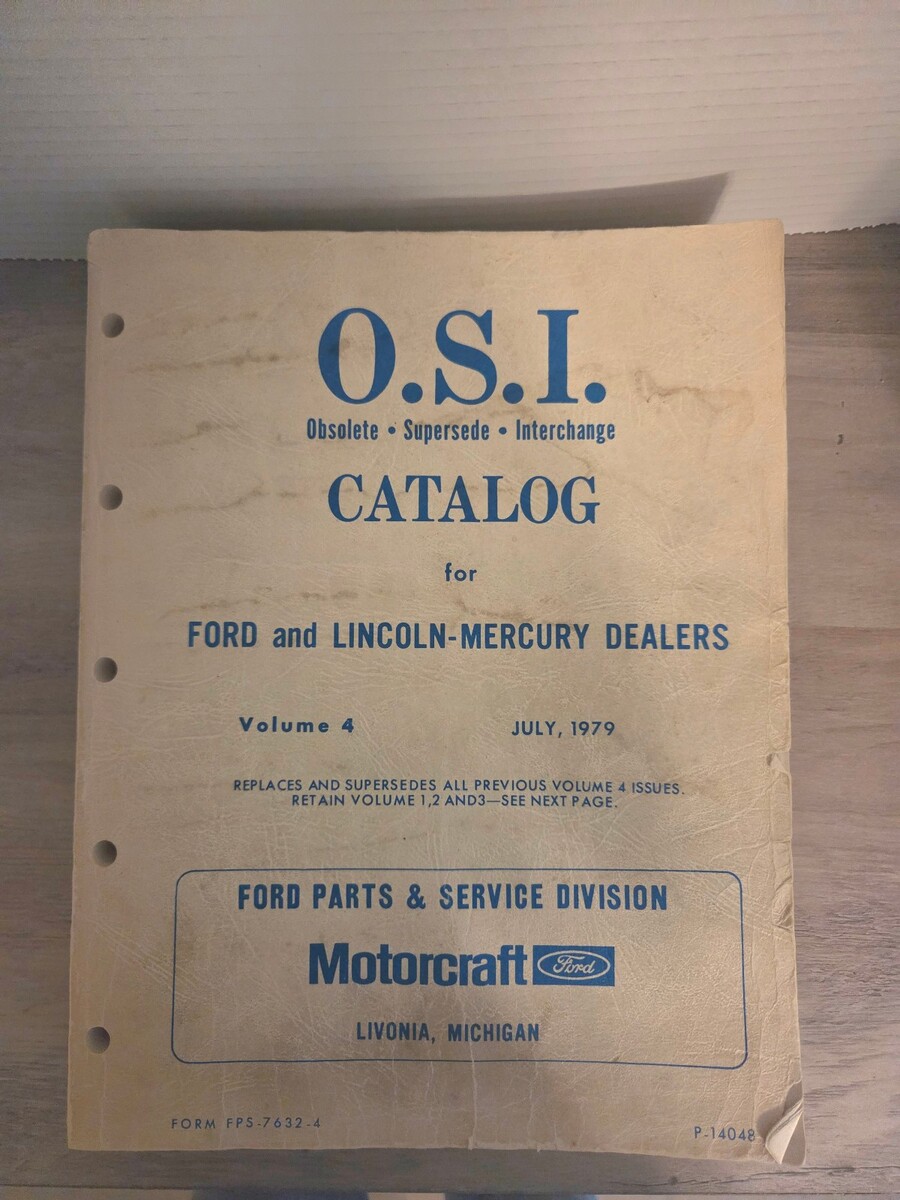 O.S.I.
Obsolete • Supersede • Interchange
CATALOG
for
FORD and LINCOLN-MERCURY DEALERS
Volume 4 JULY, 1979
REPLACES AND SUPERSEDES ALL PREVIOUS VOLUME 4 ISSUES.
RETAIN VOLUME 1,2 AND3—SEE NEXT PAGE.
FORD PARTS & SERVICE DIVISION
Motorcraft Ford
LIVONIA, MICHIGAN
FORM FPS-7632-4 P-14048